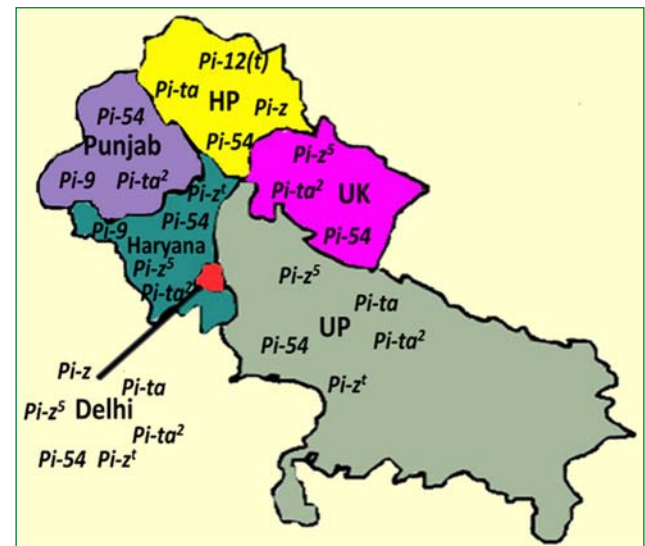 Pi-12(t)
Pi-ta
HP
Pi-z
Pi-54
Pi-54
Punjab
Pi-9 Pi-ta²
Pi-z⁵
Pi-ta² UK
Pi-54
Pi-zᵗ
Pi-54
Pi-9
Haryana
Pi-z⁵
Pi-ta²
Pi-z⁵
Pi-ta
UP
Pi-54
Pi-ta²
Pi-zᵗ
Pi-z
Pi-ta
Pi-z⁵ Delhi
Pi-ta²
Pi-54 Pi-zᵗ